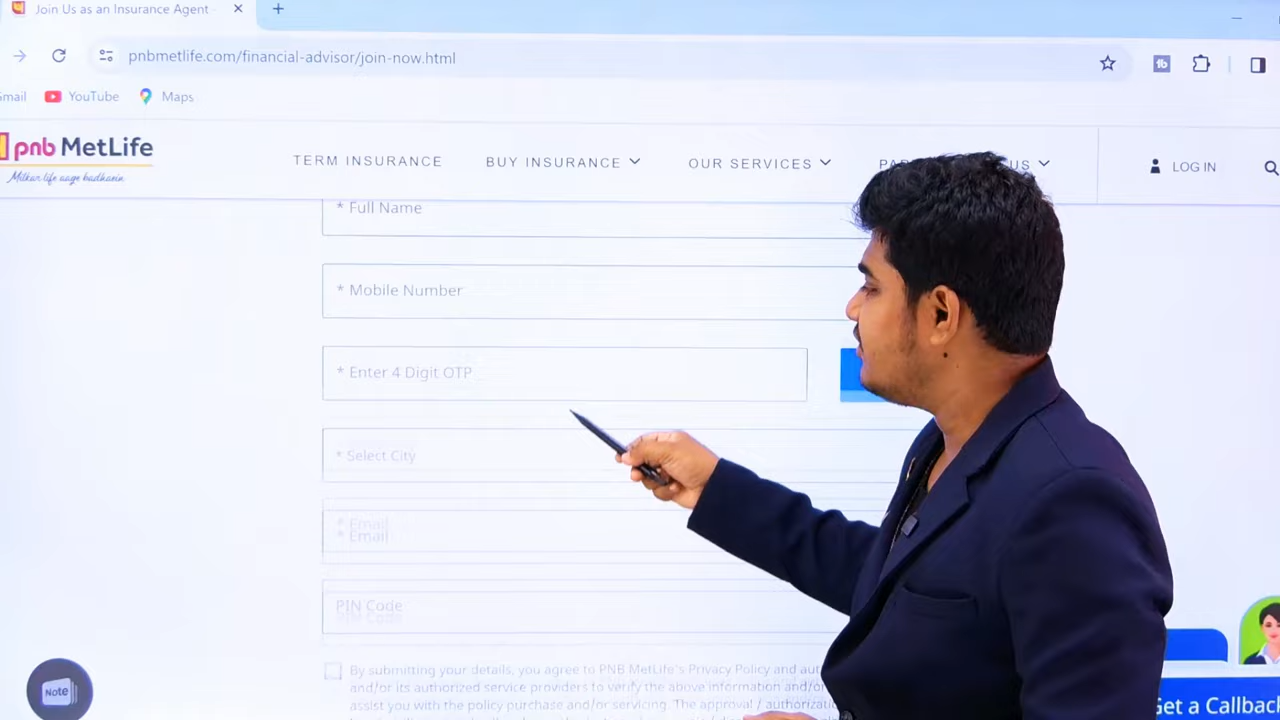 Join Us as an Insurance Agent
pnbmetlife.com/financial-advisor/join-now.html
YouTube
Maps
pnb MetLife
Milkar life aage badhaein
TERM INSURANCE
BUY INSURANCE
OUR SERVICES
US
LOG IN
* Full Name
* Mobile Number
* Enter 4 Digit OTP
* Select City
* Email
* Email
PIN Code
PIN Code
By submitting your details, you agree to PNB MetLife's Privacy Policy and
and/or its authorized service providers to verify the above information and/or
assist you with the policy purchase and/or servicing. The approval /
Note
Get a Callback